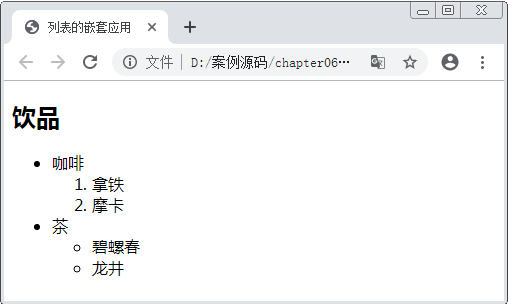 列表的嵌套应用
文件 | D:/案例源码/chapter06…
饮品
• 咖啡
1. 拿铁
2. 摩卡
• 茶
◦ 碧螺春
◦ 龙井